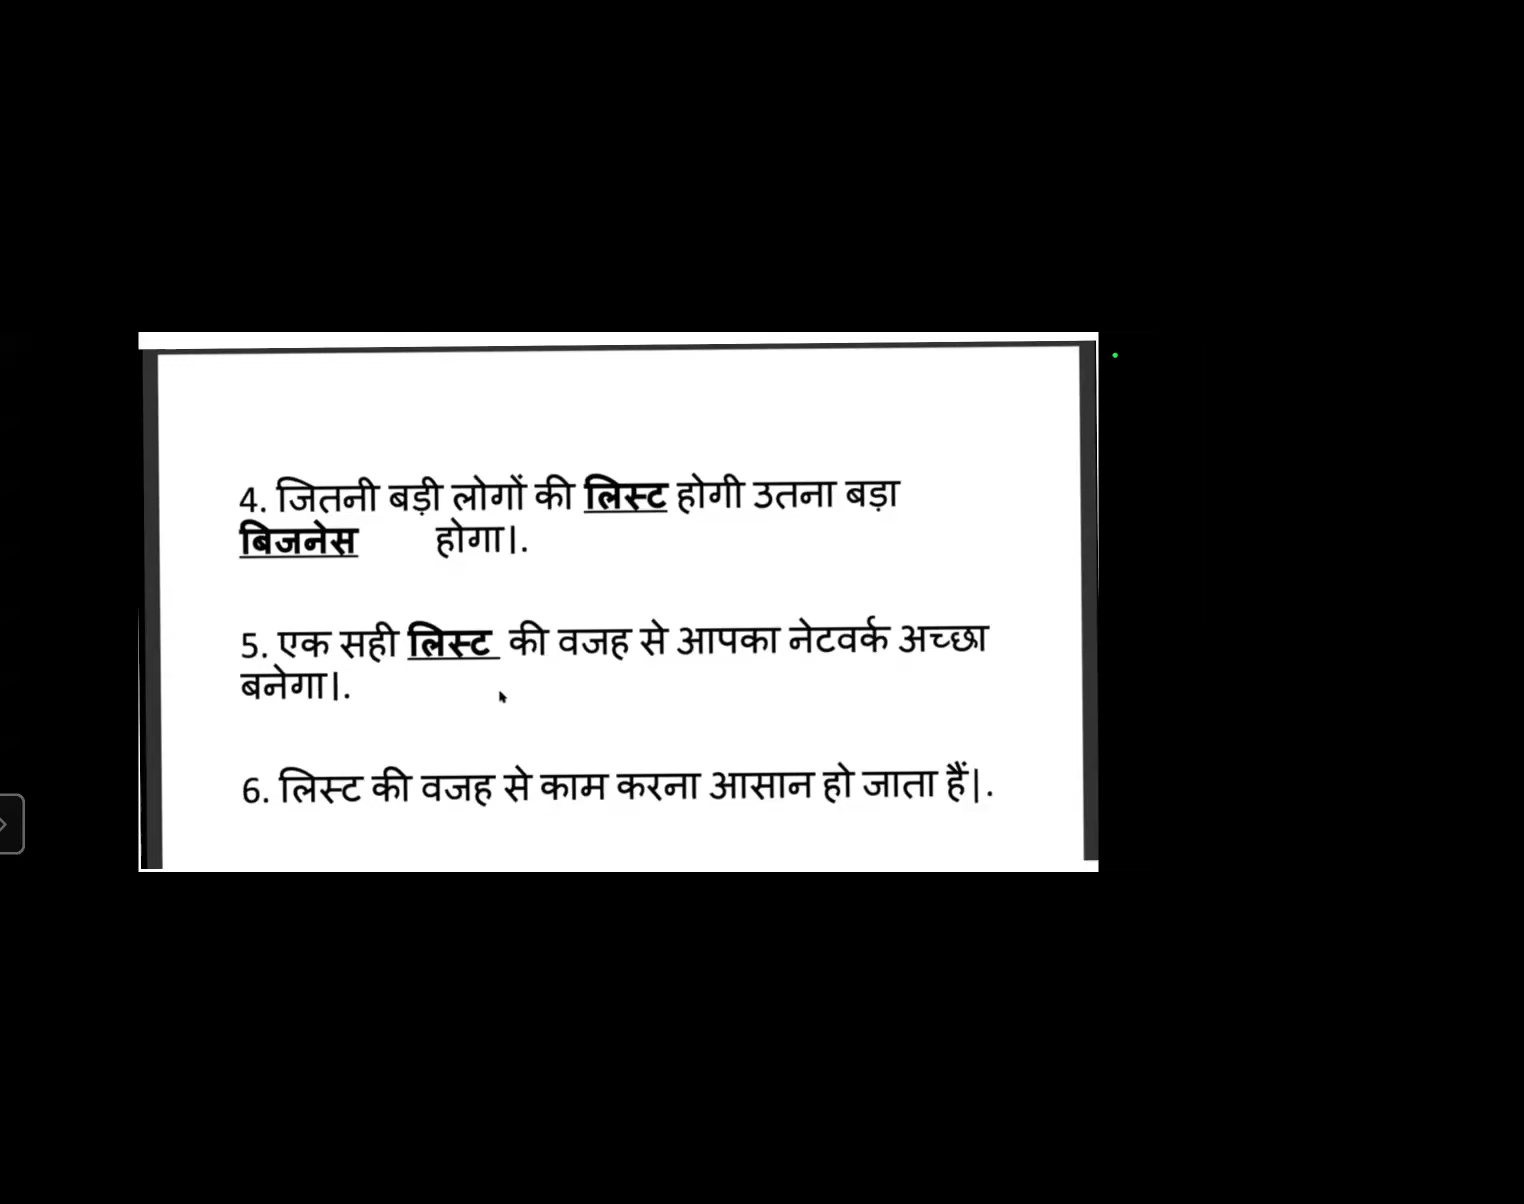 4. जितनी बड़ी लोगों की लिस्ट होगी उतना बड़ा
बिजनेस होगा|.
5. एक सही लिस्ट की वजह से आपका नेटवर्क अच्छा
बनेगा|.
6. लिस्ट की वजह से काम करना आसान हो जाता हैं|.